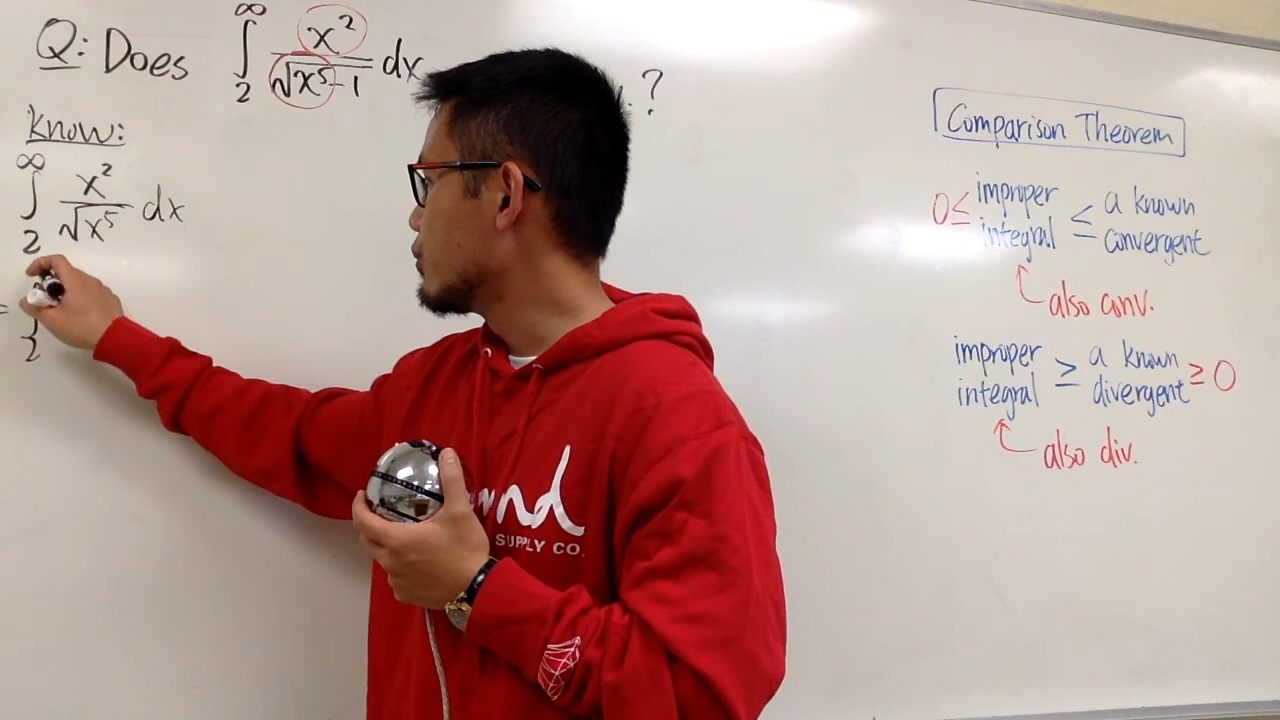 Q: Does ∫₂^∞ x²/√x⁵-1 dx . ?
Know:
∫₂^∞ x²/√x⁵ dx
= ∫₂
Comparison Theorem
0 ≤ improper integral ≤ a known convergent
also conv.
improper integral ≥ a known divergent ≥ 0
also div.
nd
SUPPLY CO.